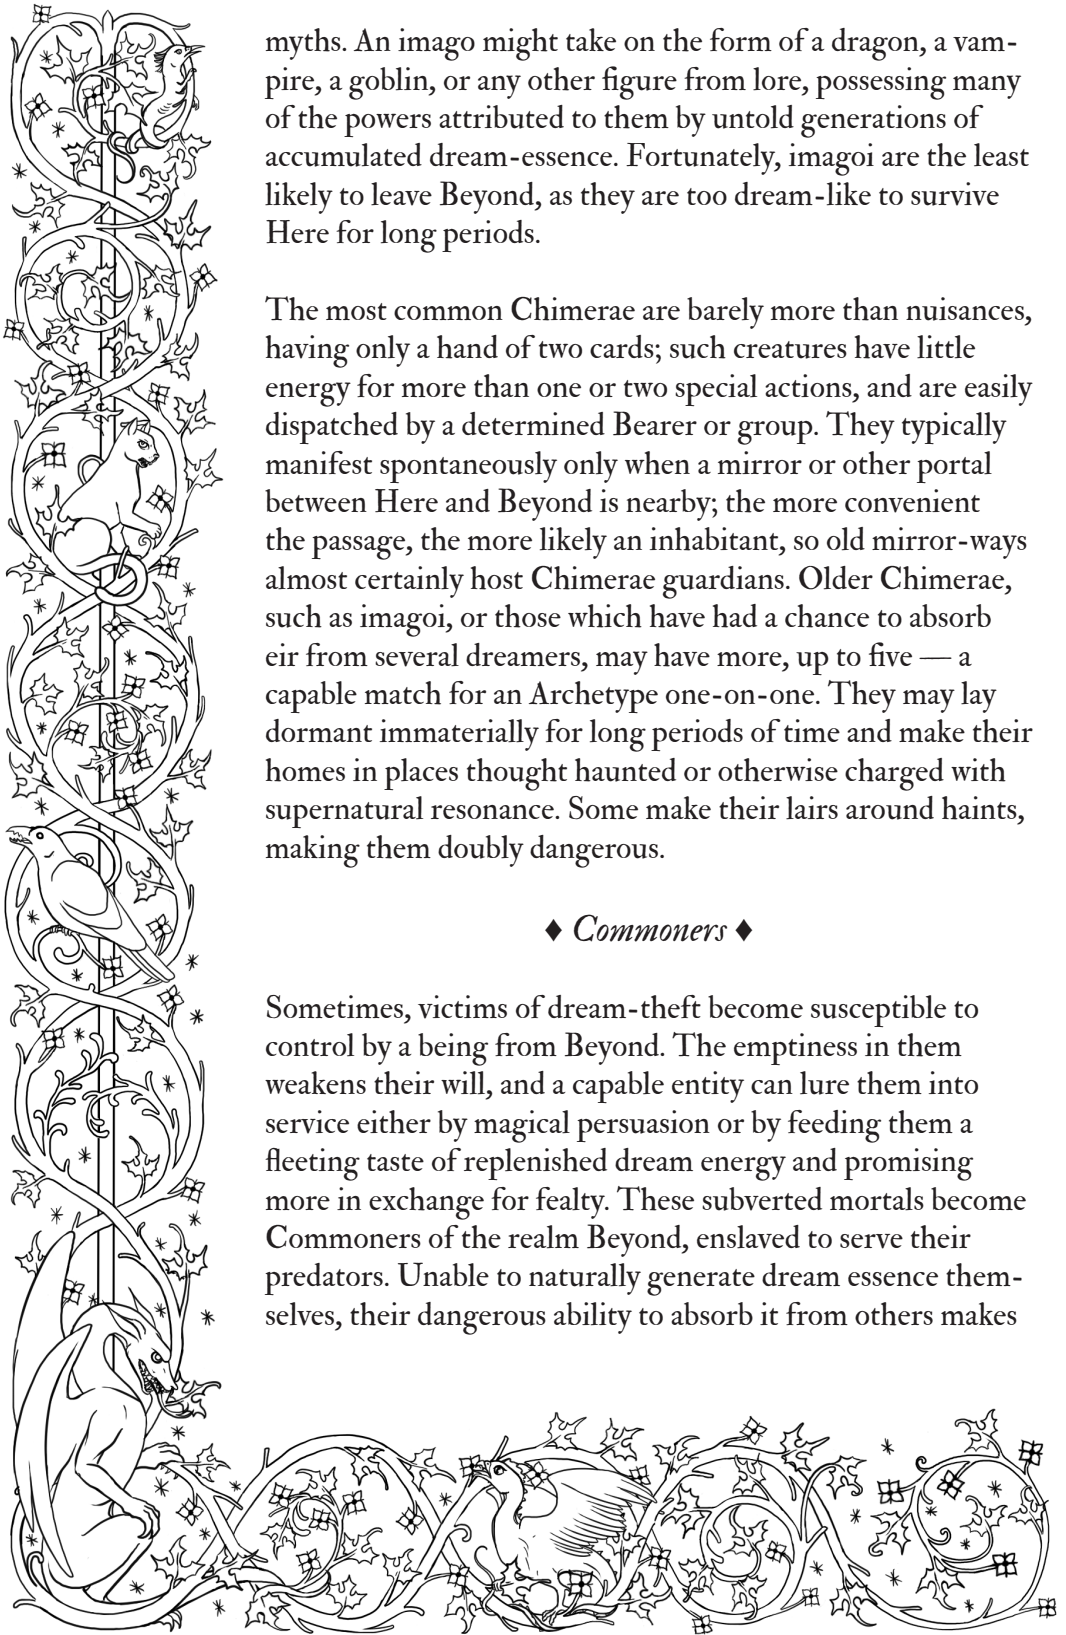 myths. An imago might take on the form of a dragon, a vam-
pire, a goblin, or any other figure from lore, possessing many
of the powers attributed to them by untold generations of
accumulated dream-essence. Fortunately, imagoi are the least
likely to leave Beyond, as they are too dream-like to survive
Here for long periods.
The most common Chimerae are barely more than nuisances,
having only a hand of two cards; such creatures have little
energy for more than one or two special actions, and are easily
dispatched by a determined Bearer or group. They typically
manifest spontaneously only when a mirror or other portal
between Here and Beyond is nearby; the more convenient
the passage, the more likely an inhabitant, so old mirror-ways
almost certainly host Chimerae guardians. Older Chimerae,
such as imagoi, or those which have had a chance to absorb
eir from several dreamers, may have more, up to five — a
capable match for an Archetype one-on-one. They may lay
dormant immaterially for long periods of time and make their
homes in places thought haunted or otherwise charged with
supernatural resonance. Some make their lairs around haints,
making them doubly dangerous.
♦ Commoners ♦
Sometimes, victims of dream-theft become susceptible to
control by a being from Beyond. The emptiness in them
weakens their will, and a capable entity can lure them into
service either by magical persuasion or by feeding them a
fleeting taste of replenished dream energy and promising
more in exchange for fealty. These subverted mortals become
Commoners of the realm Beyond, enslaved to serve their
predators. Unable to naturally generate dream essence them-
selves, their dangerous ability to absorb it from others makes